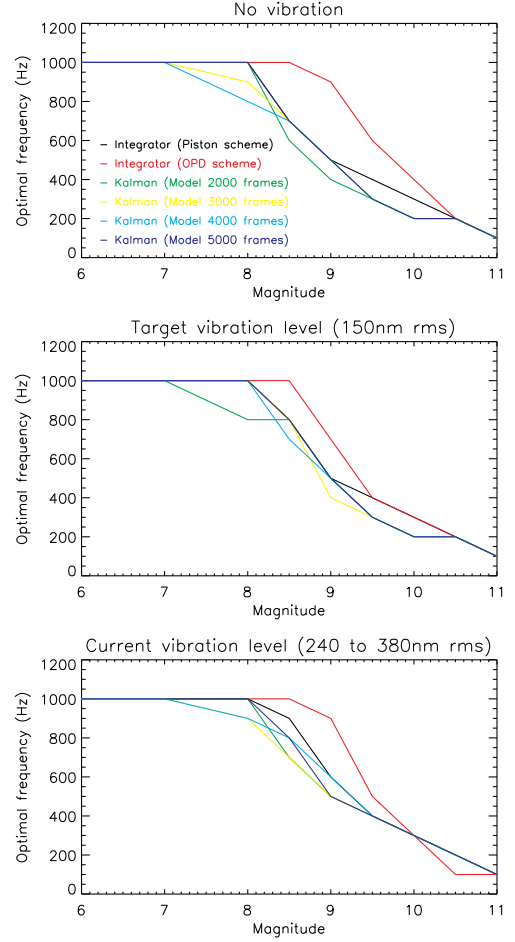 No vibration
1200
1000
800
600
400
200
0
Optimal frequency (Hz)
– Integrator (Piston scheme)
– Integrator (OPD scheme)
– Kalman (Model 2000 frames)
– Kalman (Model 3000 frames)
– Kalman (Model 4000 frames)
– Kalman (Model 5000 frames)
6 7 8 9 10 11
Magnitude
Target vibration level (150nm rms)
1200
1000
800
600
400
200
0
Optimal frequency (Hz)
6 7 8 9 10 11
Magnitude
Current vibration level (240 to 380nm rms)
1200
1000
800
600
400
200
0
Optimal frequency (Hz)
6 7 8 9 10 11
Magnitude